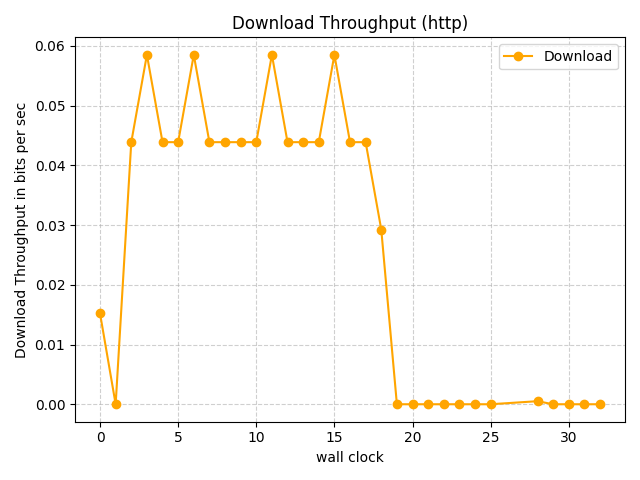 Download Throughput (http)
Download
Download Throughput in bits per sec
0.06
0.05
0.04
0.03
0.02
0.01
0.00
0 5 10 15 20 25 30
wall clock